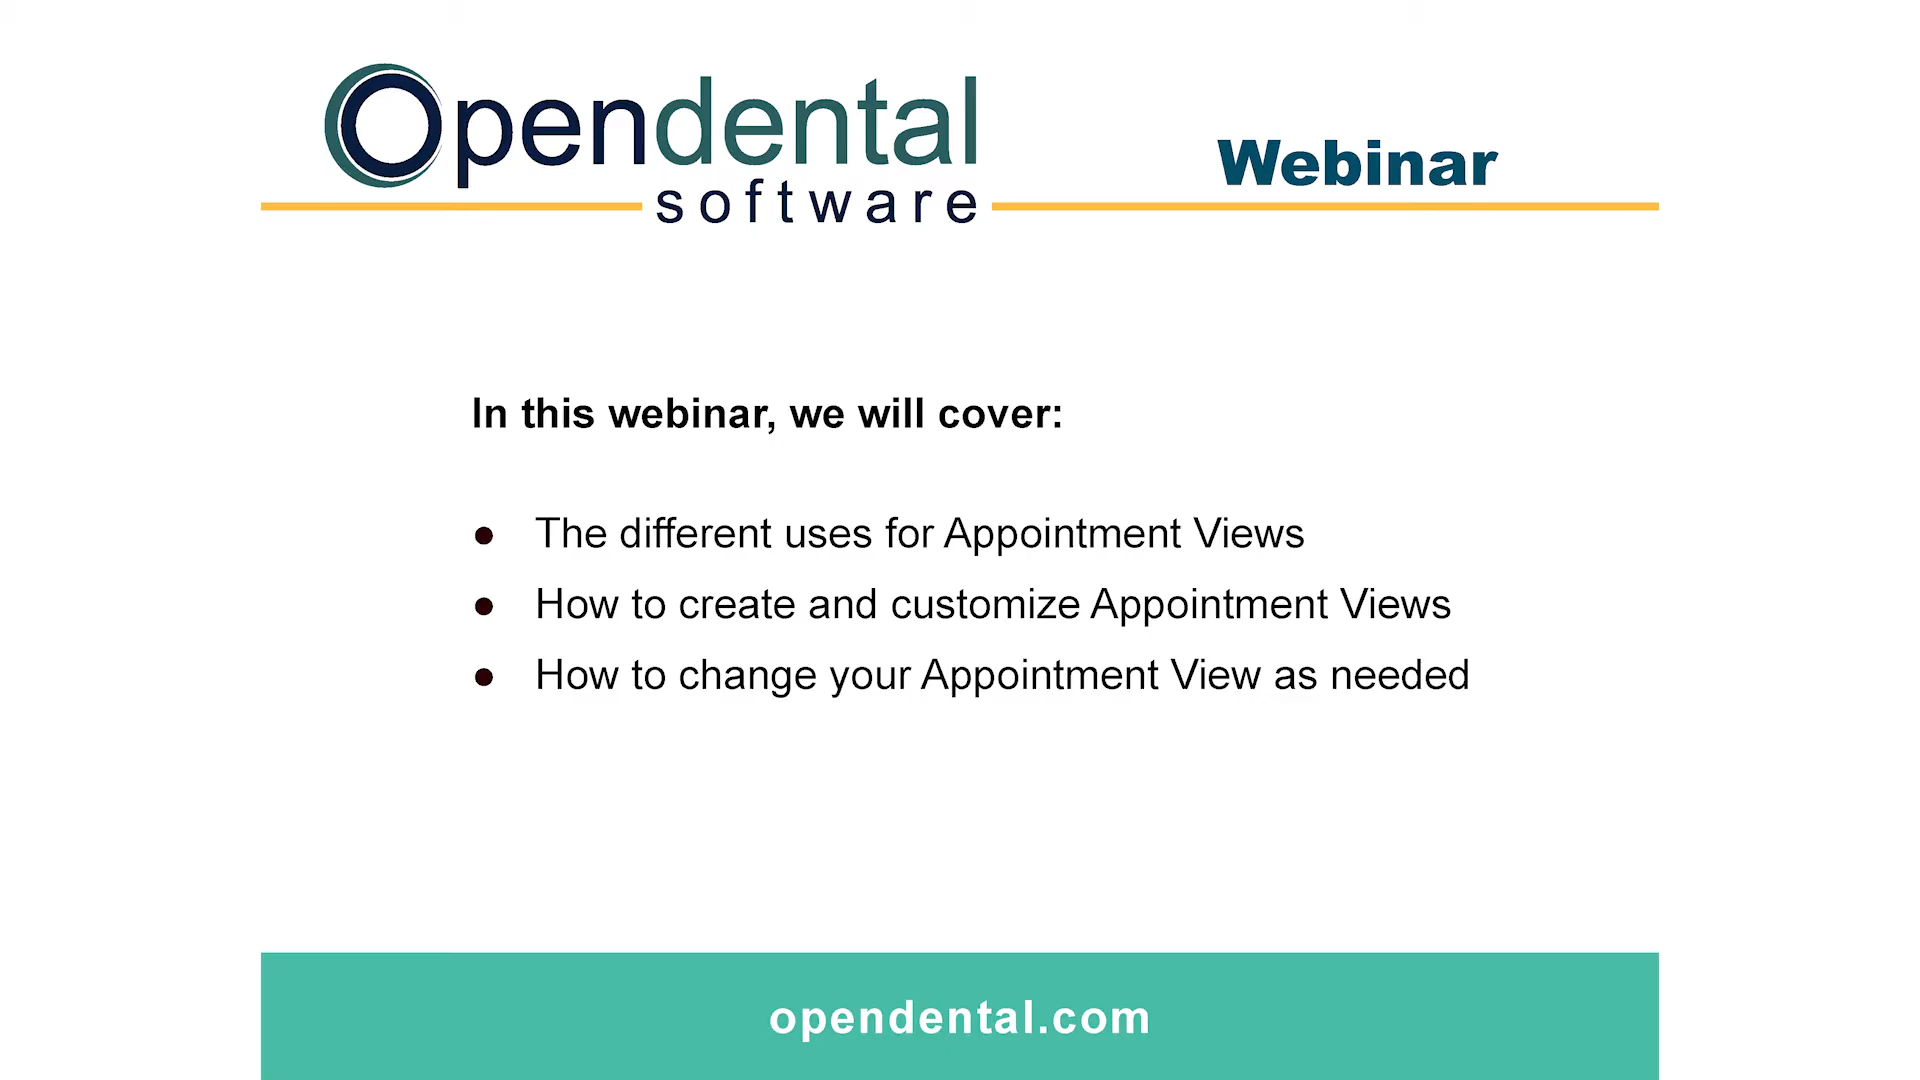 Opendental
software
Webinar
In this webinar, we will cover:
● The different uses for Appointment Views
● How to create and customize Appointment Views
● How to change your Appointment View as needed
opendental.com